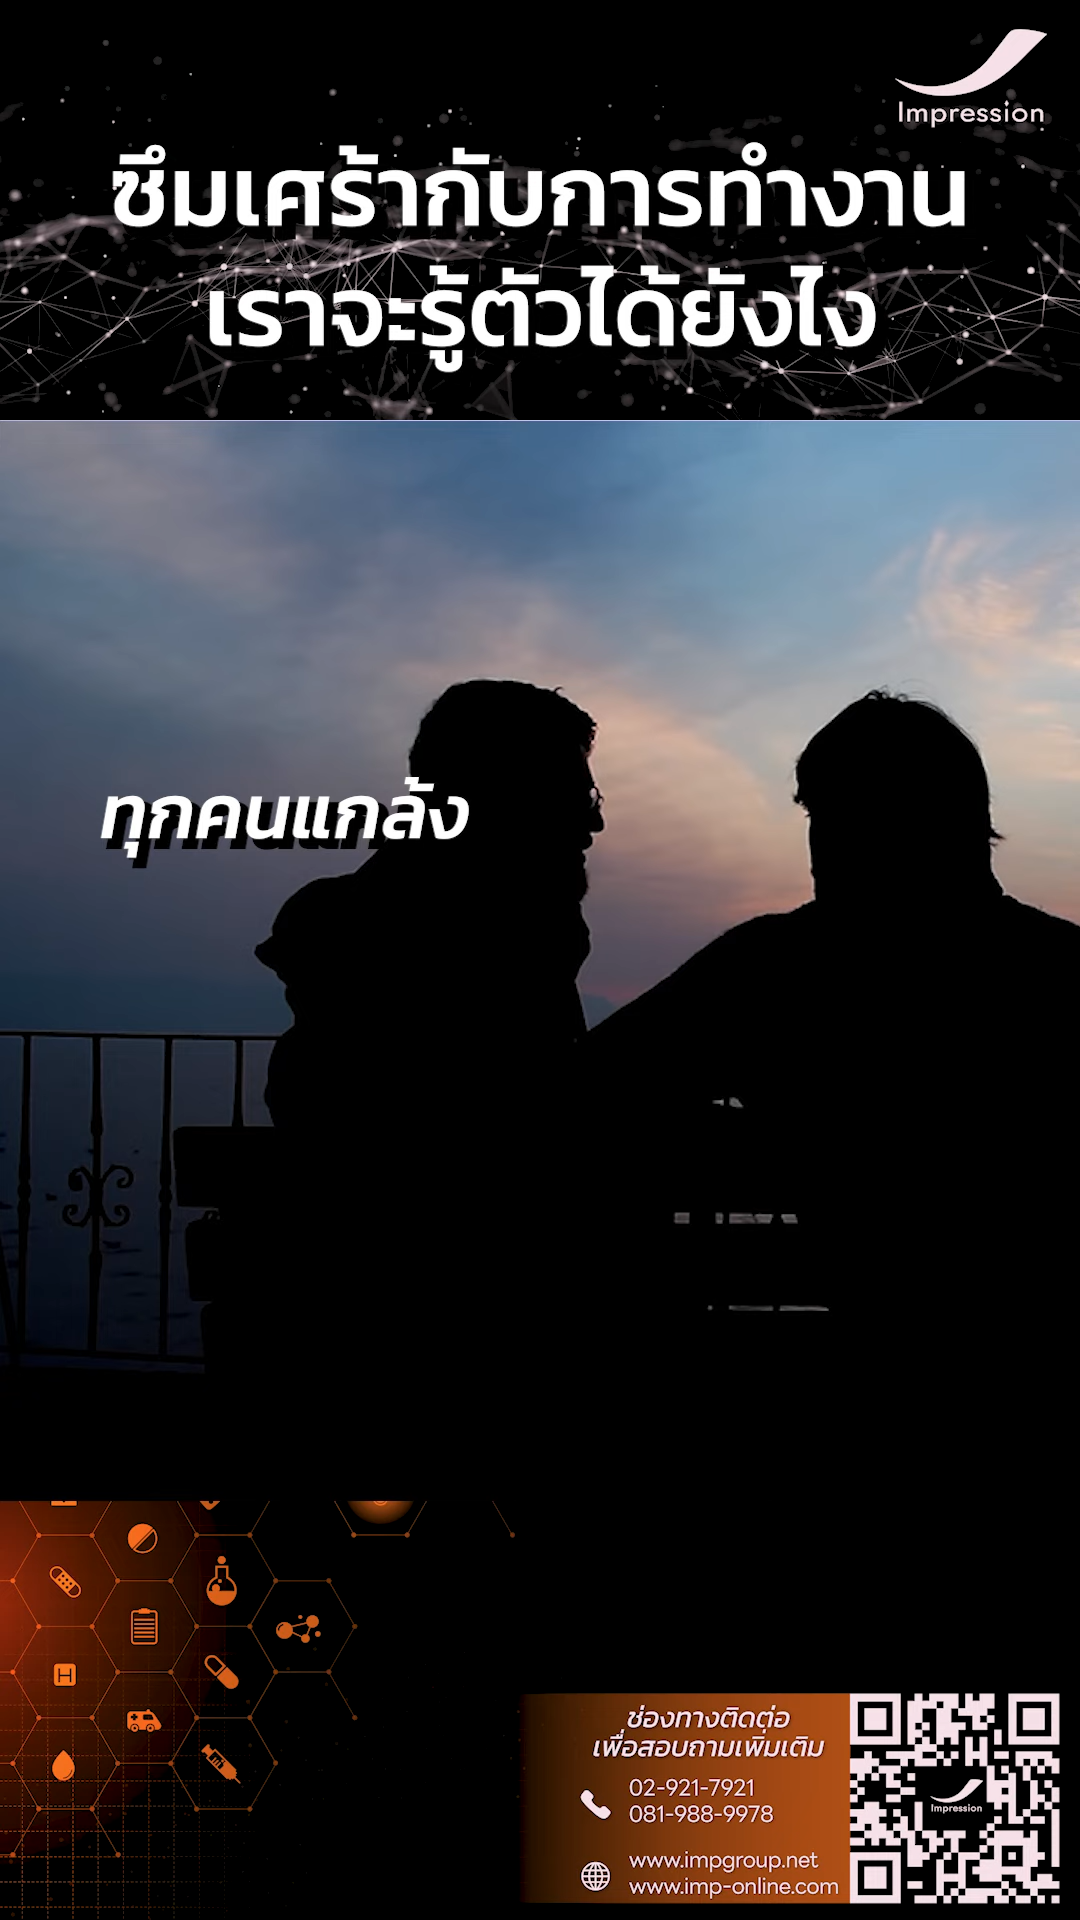 Impression
ซึมเศร้ากับการทำงาน
เราจะรู้ตัวได้ยังไง
ทุกคนแกล้ง
H
ช่องทางติดต่อ
เพื่อสอบถามเพิ่มเติม
02-921-7921
081-988-9978
www.impgroup.net
www.imp-online.com
Impression